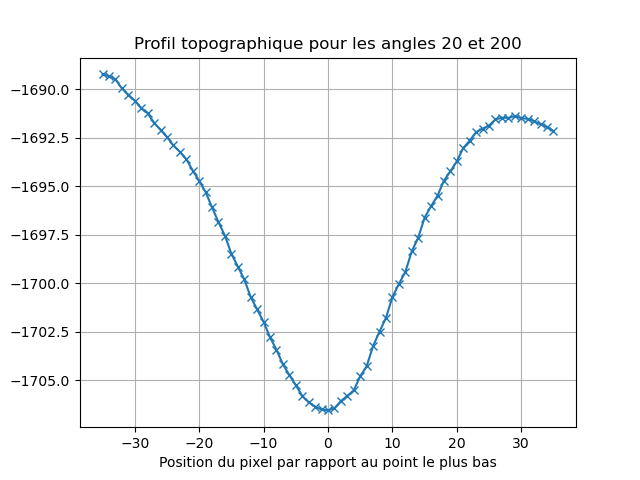 Profil topographique pour les angles 20 et 200
−1690.0
−1692.5
−1695.0
−1697.5
−1700.0
−1702.5
−1705.0
−30 −20 −10 0 10 20 30
Position du pixel par rapport au point le plus bas